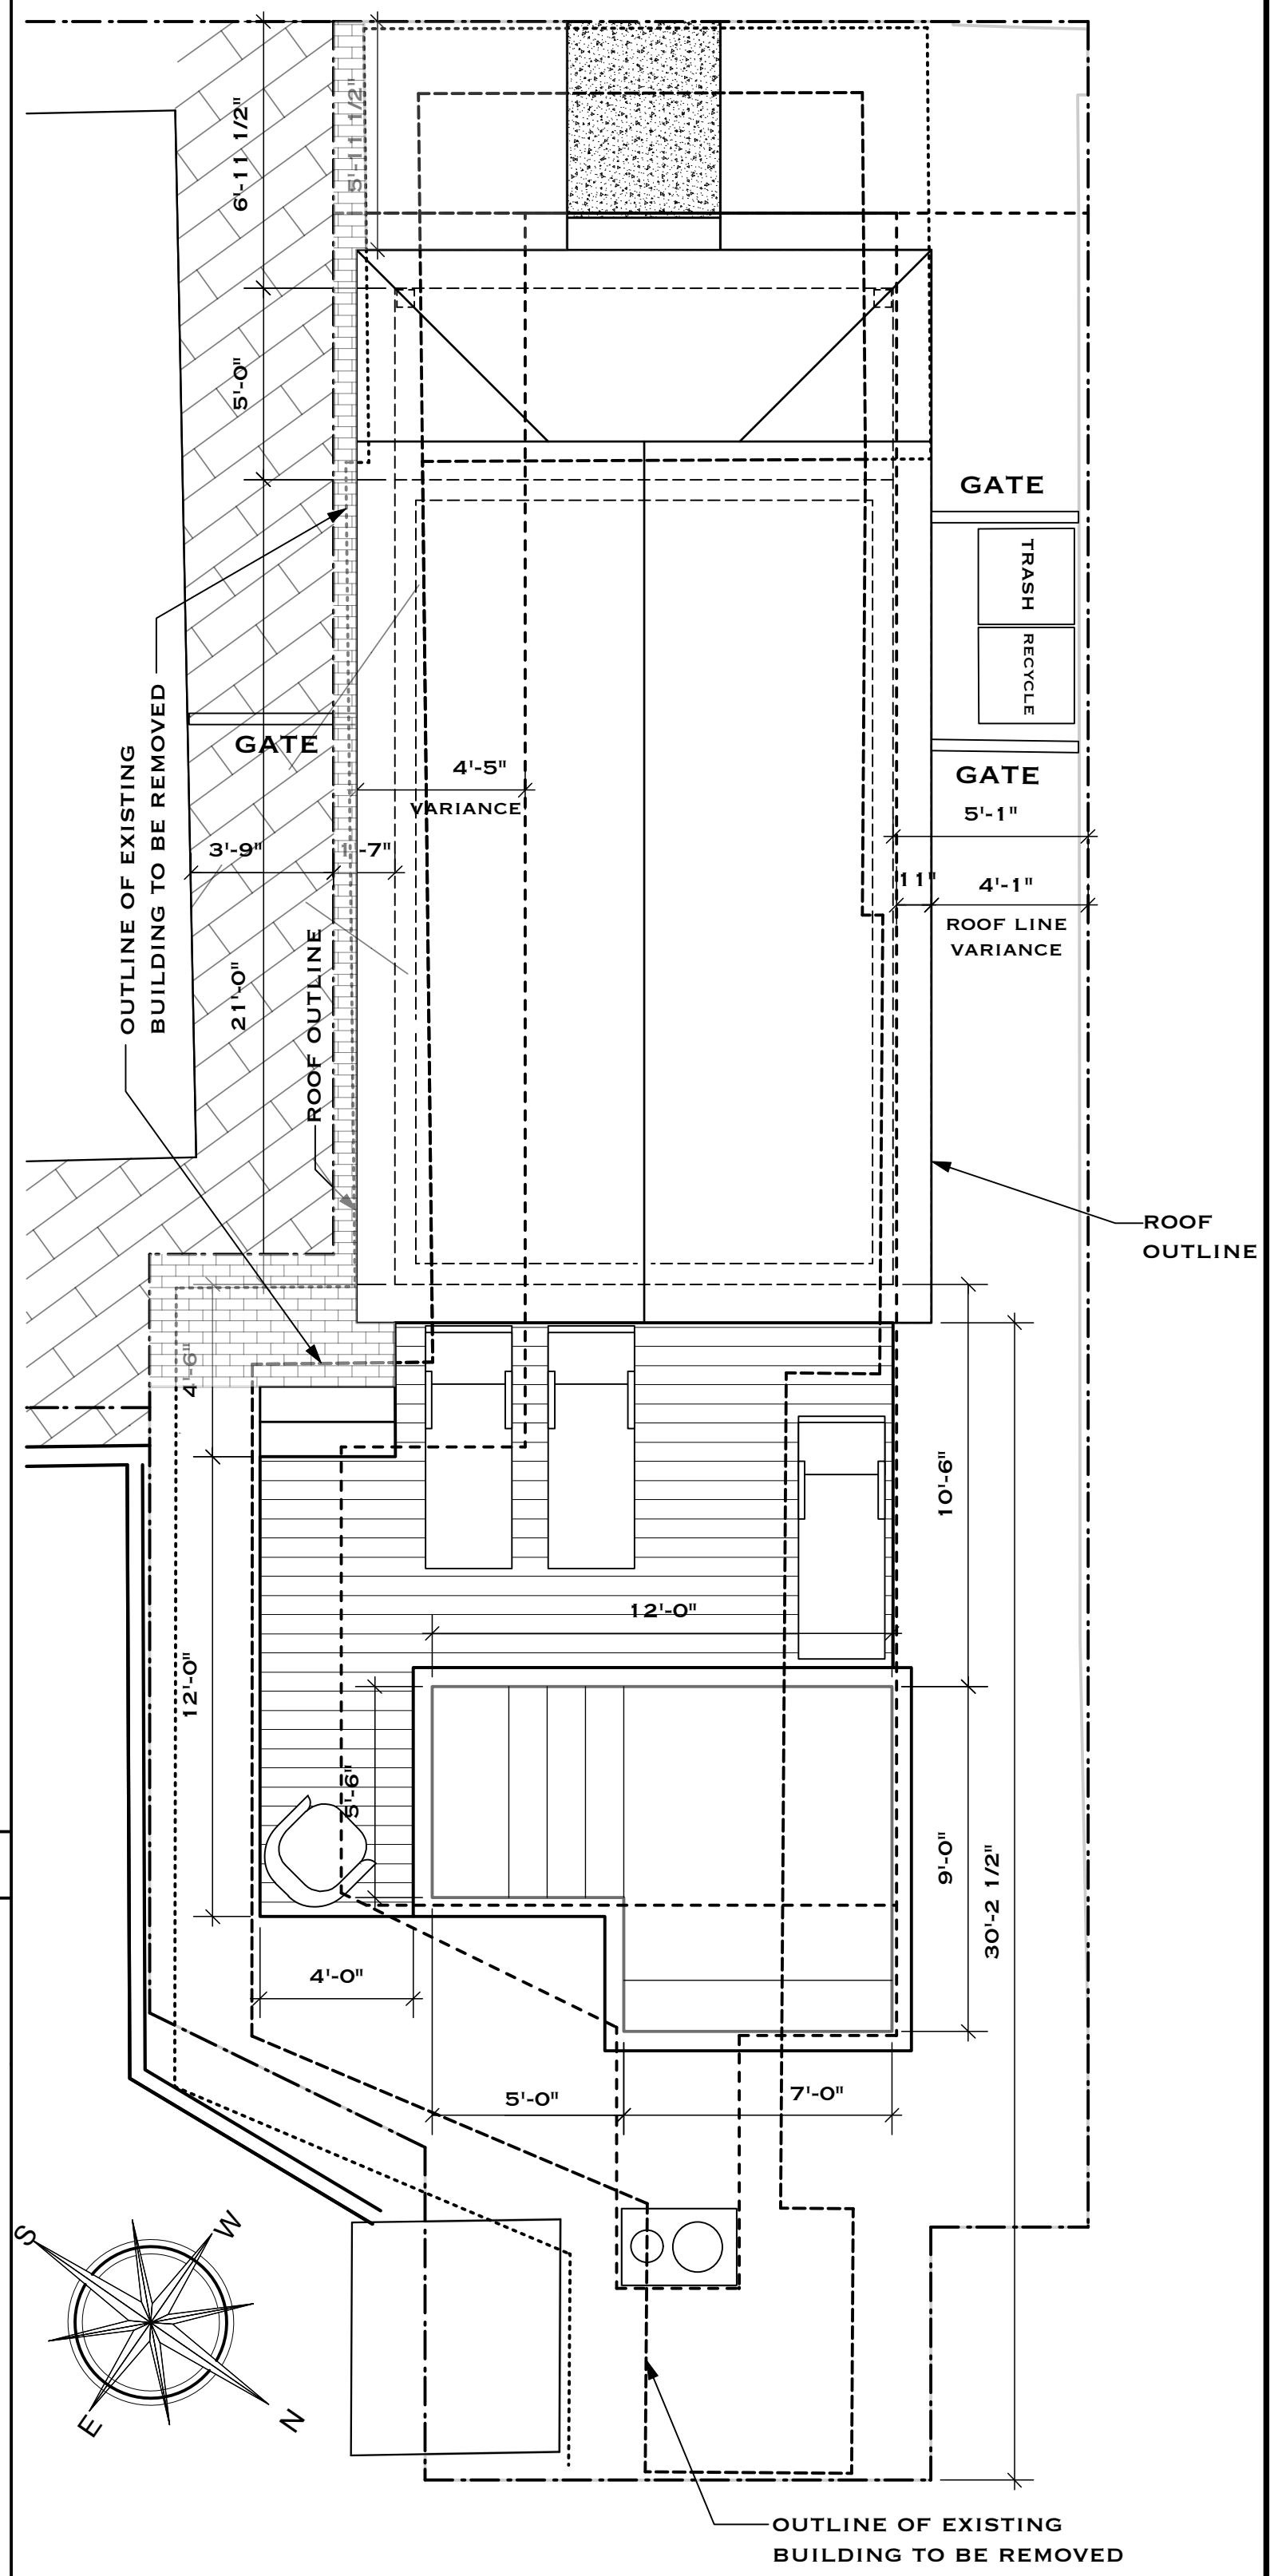 6'-11 1/2"
5'-11 1/2"
5'-0"
GATE
TRASH
RECYCLE
GATE
OUTLINE OF EXISTING
BUILDING TO BE REMOVED
GATE
4'-5"
VARIANCE
5'-1"
3'-9"
-7"
11"
4'-1"
ROOF LINE
VARIANCE
21'-0"
ROOF OUTLINE
ROOF
OUTLINE
4'-6"
10'-6"
12'-0"
12'-0"
5'-6"
9'-0"
30'-2 1/2"
4'-0"
5'-0"
7'-0"
S
W
E
N
OUTLINE OF EXISTING
BUILDING TO BE REMOVED